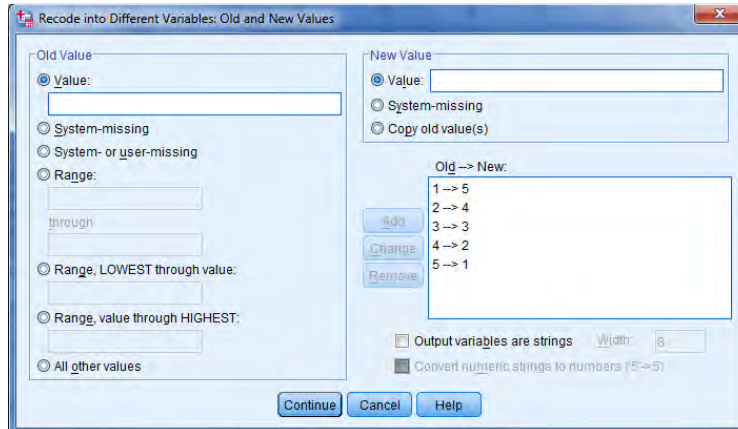 Recode into Different Variables: Old and New Values
Old Value
Value:
System-missing
System- or user-missing
Range:
through
Range, LOWEST through value:
Range, value through HIGHEST:
All other values
New Value
Value:
System-missing
Copy old value(s)
Old --> New:
1 --> 5
2 --> 4
3 --> 3
4 --> 2
5 --> 1
Add
Change
Remove
Output variables are strings Width: 8
Convert numeric strings to numbers ('5'->5)
Continue Cancel Help